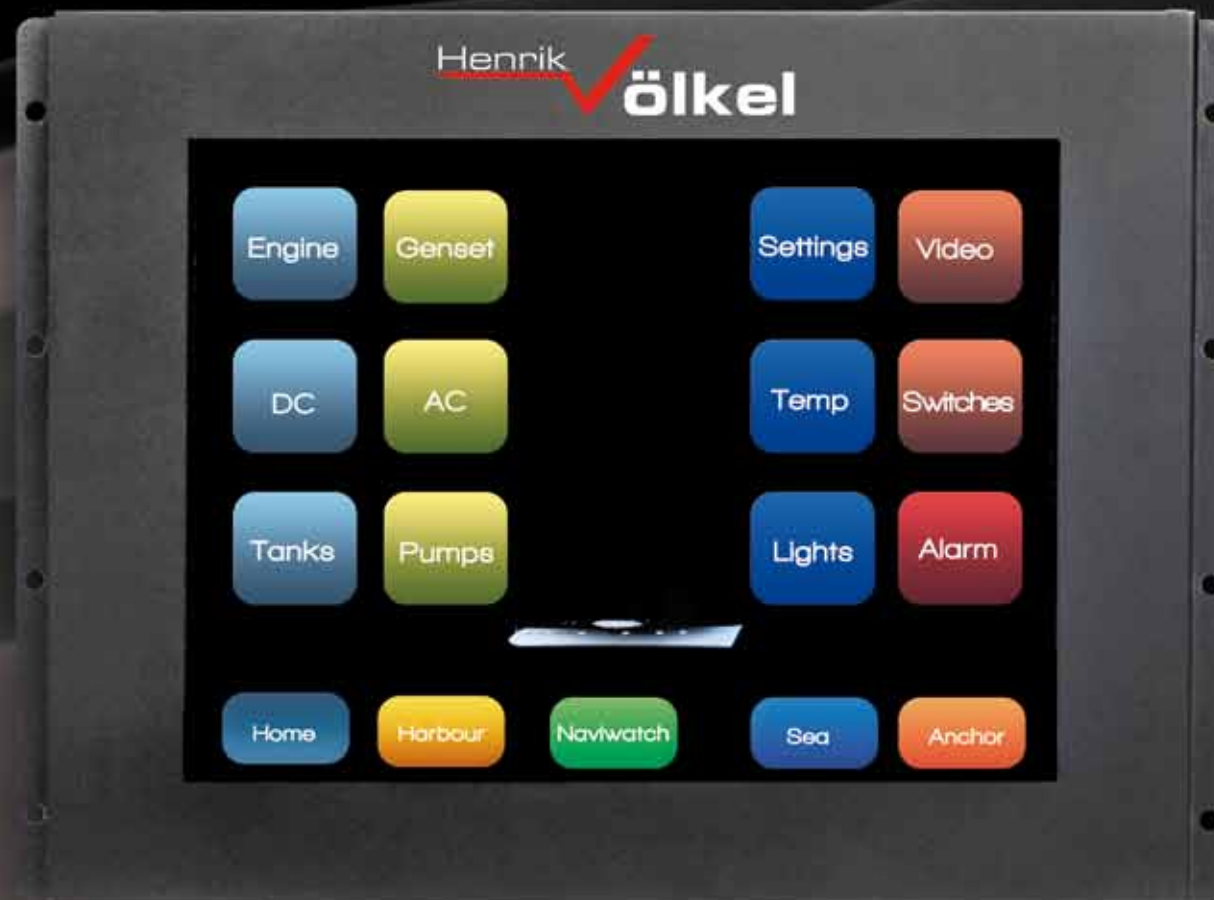 Henrik
Völkel
Engine Genset Settings Video
DC AC Temp Switches
Tanks Pumps Lights Alarm
Home Harbour Naviwatch Sea Anchor